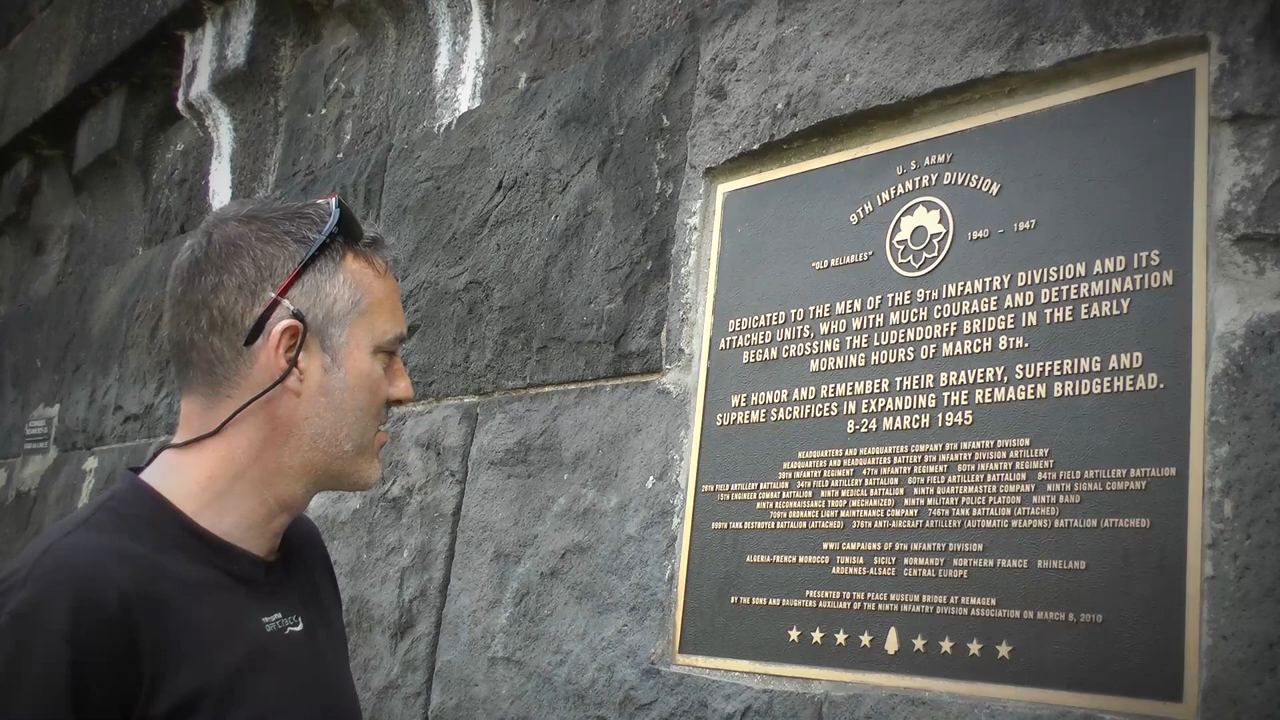 U. S. ARMY
9TH INFANTRY DIVISION
"OLD RELIABLES" 1940 - 1947
DEDICATED TO THE MEN OF THE 9TH INFANTRY DIVISION AND ITS
ATTACHED UNITS, WHO WITH MUCH COURAGE AND DETERMINATION
BEGAN CROSSING THE LUDENDORFF BRIDGE IN THE EARLY
MORNING HOURS OF MARCH 8TH.
WE HONOR AND REMEMBER THEIR BRAVERY, SUFFERING AND
SUPREME SACRIFICES IN EXPANDING THE REMAGEN BRIDGEHEAD.
8-24 MARCH 1945
HEADQUARTERS AND HEADQUARTERS COMPANY 9TH INFANTRY DIVISION
HEADQUARTERS AND HEADQUARTERS BATTERY 9TH INFANTRY DIVISION ARTILLERY
39TH INFANTRY REGIMENT 47TH INFANTRY REGIMENT 60TH INFANTRY REGIMENT
26TH FIELD ARTILLERY BATTALION 34TH FIELD ARTILLERY BATTALION 60TH FIELD ARTILLERY BATTALION 84TH FIELD ARTILLERY BATTALION
15TH ENGINEER COMBAT BATTALION NINTH MEDICAL BATTALION NINTH QUARTERMASTER COMPANY NINTH SIGNAL COMPANY
NINTH RECONNAISSANCE TROOP (MECHANIZED) NINTH MILITARY POLICE PLATOON NINTH BAND
709TH ORDNANCE LIGHT MAINTENANCE COMPANY 746TH TANK BATTALION (ATTACHED)
899TH TANK DESTROYER BATTALION (ATTACHED) 376TH ANTI-AIRCRAFT ARTILLERY (AUTOMATIC WEAPONS) BATTALION (ATTACHED)
WWII CAMPAIGNS OF 9TH INFANTRY DIVISION
ALGERIA-FRENCH MOROCCO TUNISIA SICILY NORMANDY NORTHERN FRANCE RHINELAND
ARDENNES-ALSACE CENTRAL EUROPE
PRESENTED TO THE PEACE MUSEUM BRIDGE AT REMAGEN
BY THE SONS AND DAUGHTERS AUXILIARY OF THE NINTH INFANTRY DIVISION ASSOCIATION ON MARCH 8, 2010